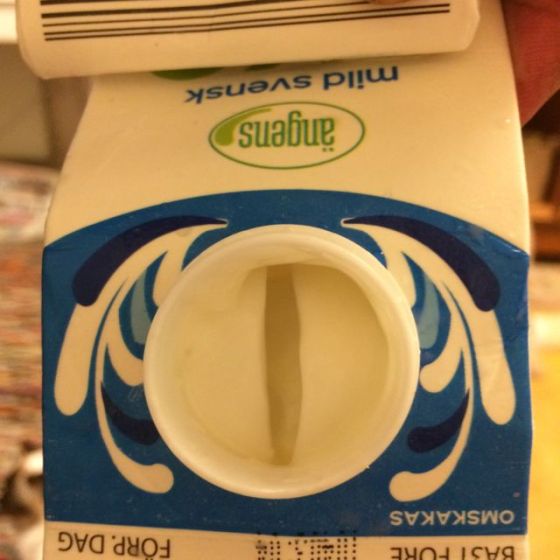 BÄST FÖRE FÖRP. DAG
OMSKAKAS
ängens
mild svensk